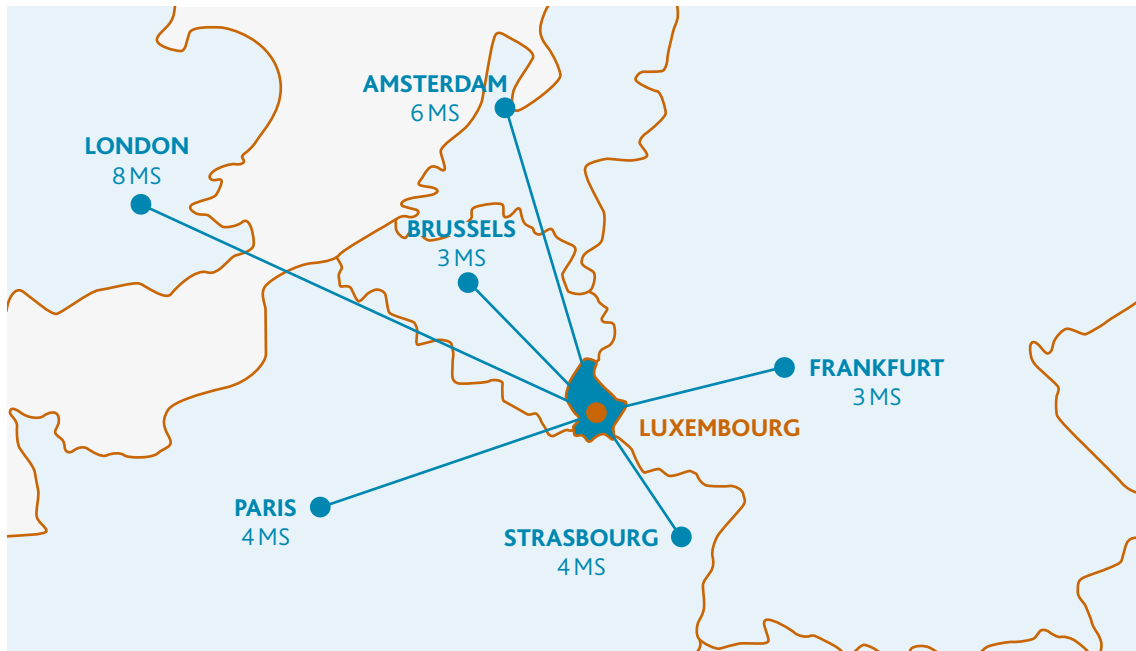 AMSTERDAM
6 MS
LONDON
8 MS
BRUSSELS
3 MS
FRANKFURT
3 MS
LUXEMBOURG
PARIS
4 MS
STRASBOURG
4 MS